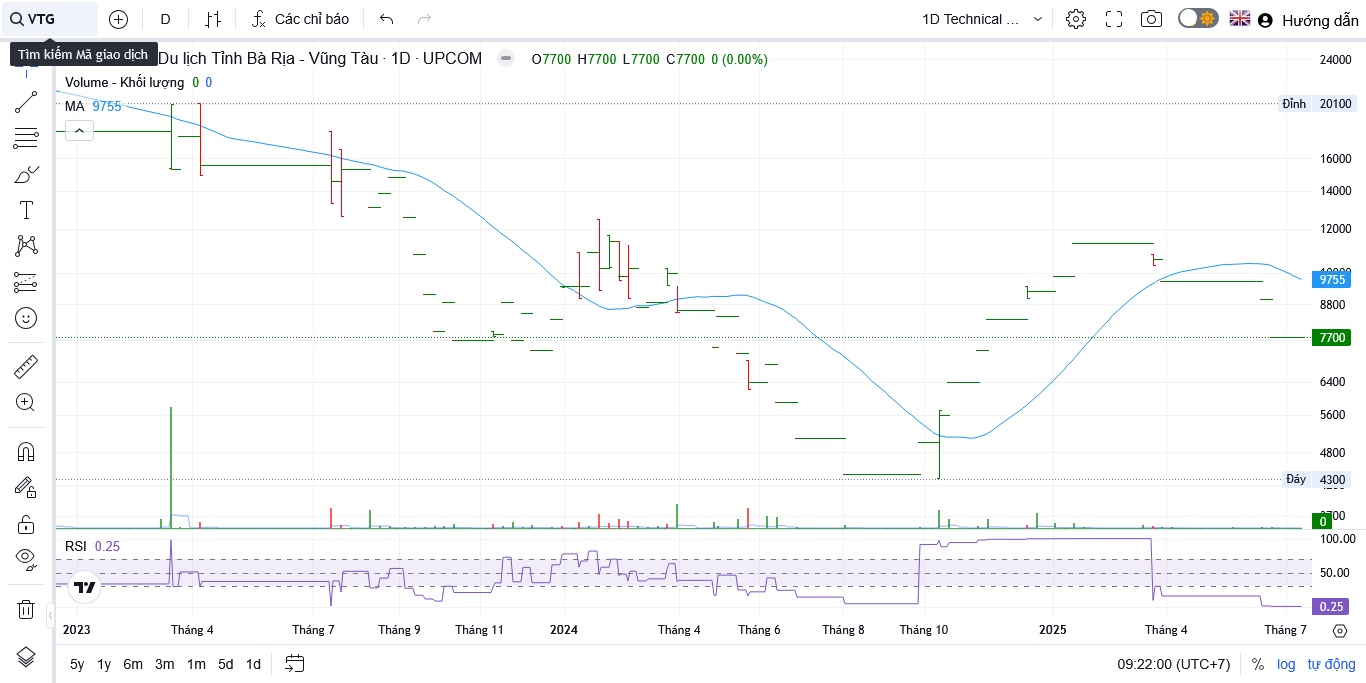 VTG D Các chỉ báo 1D Technical ... Hướng dẫn
Tìm kiếm Mã giao dịch
Du lịch Tỉnh Bà Rịa - Vũng Tàu · 1D · UPCOM O7700 H7700 L7700 C7700 0 (0.00%)
Volume - Khối lượng 0 0
MA 9755
24000
Đỉnh 20100
16000
14000
12000
10000
9755
8800
7700
6400
5600
4800
Đáy 4300
0
RSI 0.25
100.00
50.00
0.25
2023 Tháng 4 Tháng 7 Tháng 9 Tháng 11 2024 Tháng 4 Tháng 6 Tháng 8 Tháng 10 2025 Tháng 4 Tháng 7
5y 1y 6m 3m 1m 5d 1d 09:22:00 (UTC+7) % log tự động